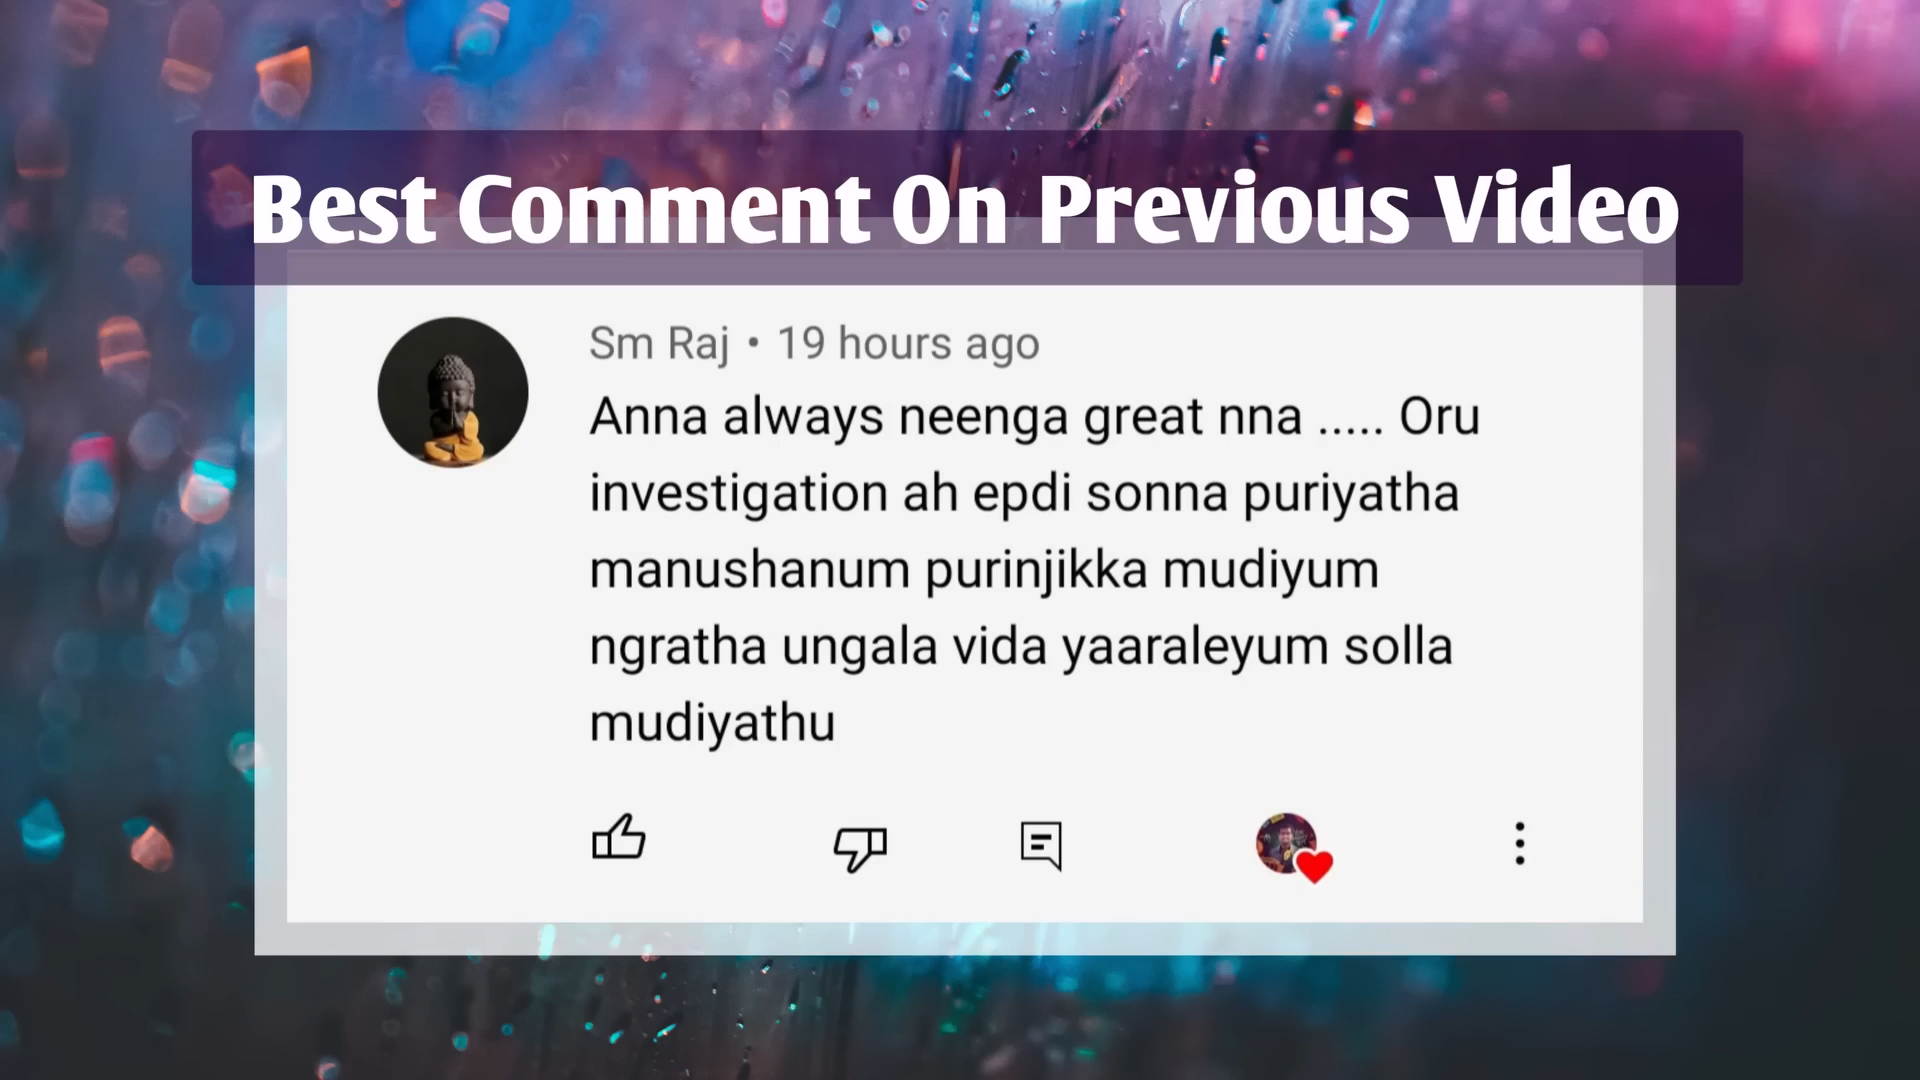 Best Comment On Previous Video
Sm Raj • 19 hours ago
Anna always neenga great nna ..... Oru
investigation ah epdi sonna puriyatha
manushanum purinjikka mudiyum
ngratha ungala vida yaaraleyum solla
mudiyathu